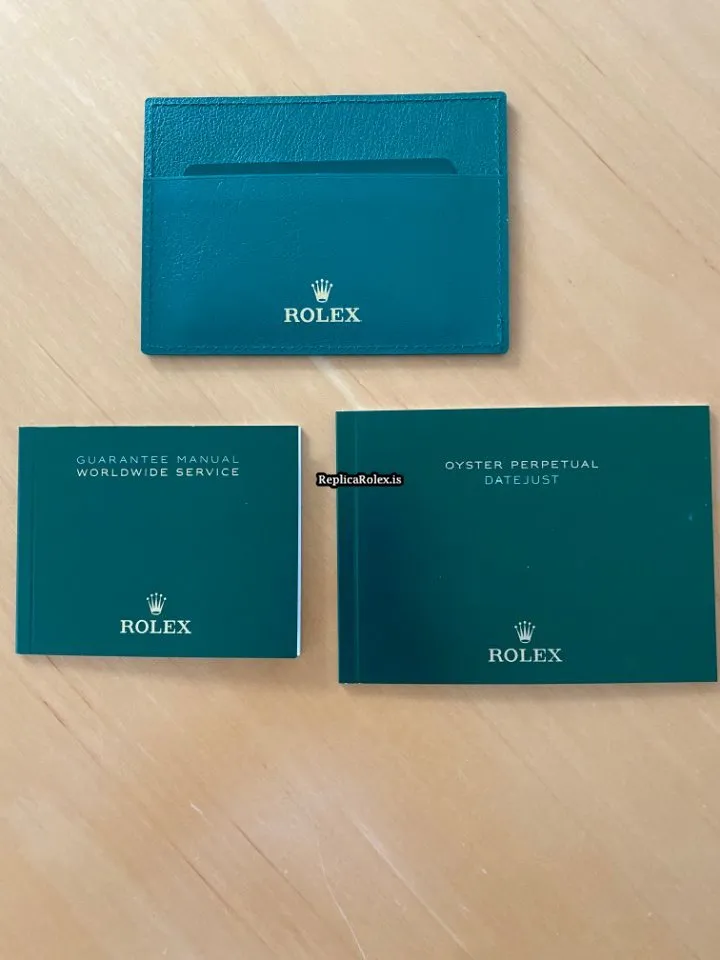 ROLEX
GUARANTEE MANUAL
WORLDWIDE SERVICE
ROLEX
ReplicaRolex.is
OYSTER PERPETUAL
DATEJUST
ROLEX